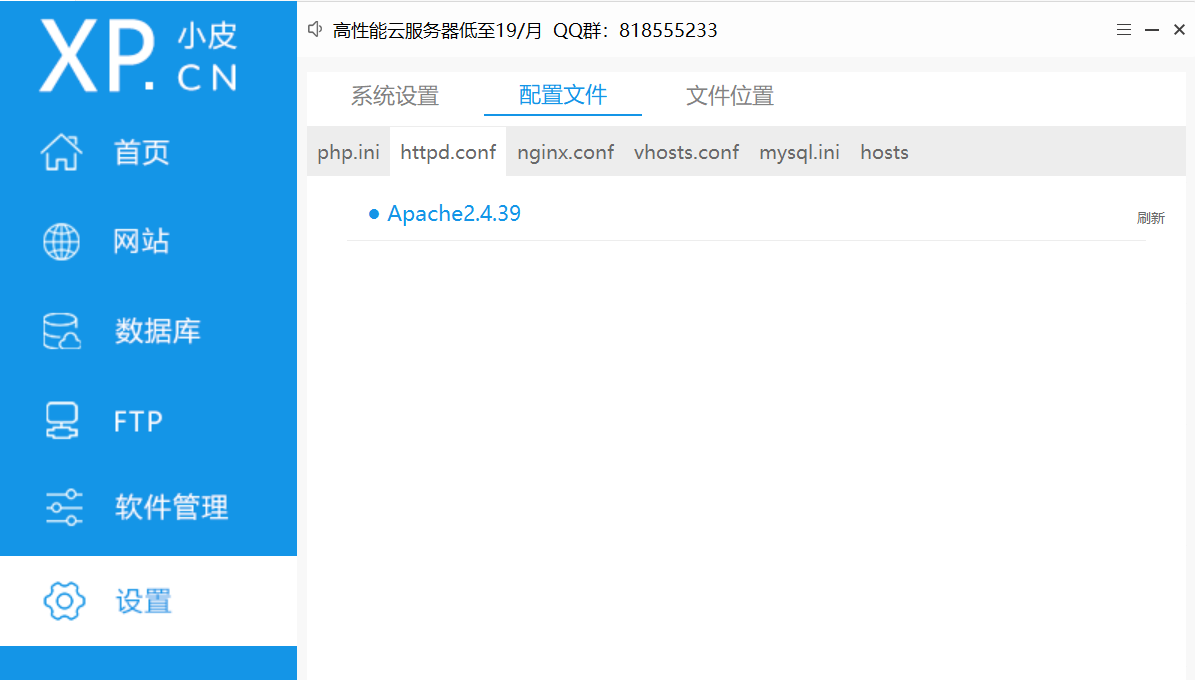 XP. 小皮 CN
高性能云服务器低至19/月 QQ群：818555233
首页
网站
数据库
FTP
软件管理
设置
系统设置 配置文件 文件位置
php.ini httpd.conf nginx.conf vhosts.conf mysql.ini hosts
Apache2.4.39
刷新